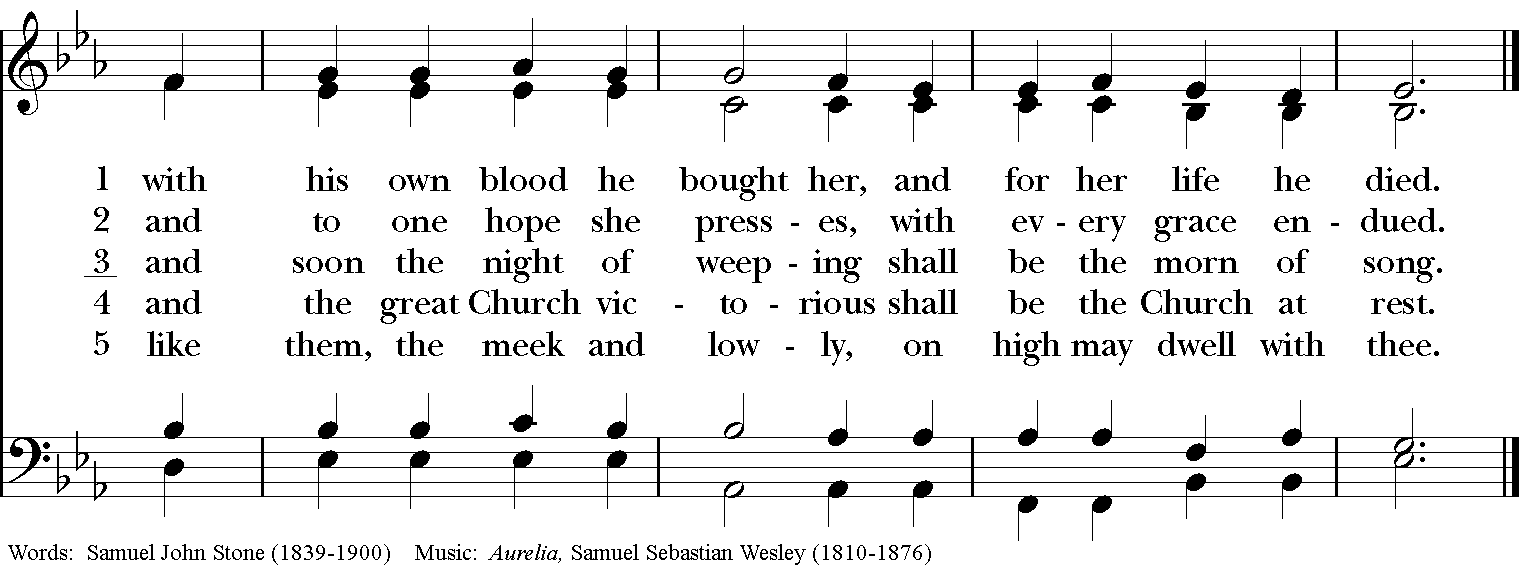 1 with his own blood he bought her, and for her life he died.
2 and to one hope she press - es, with ev - ery grace en - dued.
3 and soon the night of weep - ing shall be the morn of song.
4 and the great Church vic - to - rious shall be the Church at rest.
5 like them, the meek and low - ly, on high may dwell with thee.
Words: Samuel John Stone (1839-1900) Music: Aurelia, Samuel Sebastian Wesley (1810-1876)